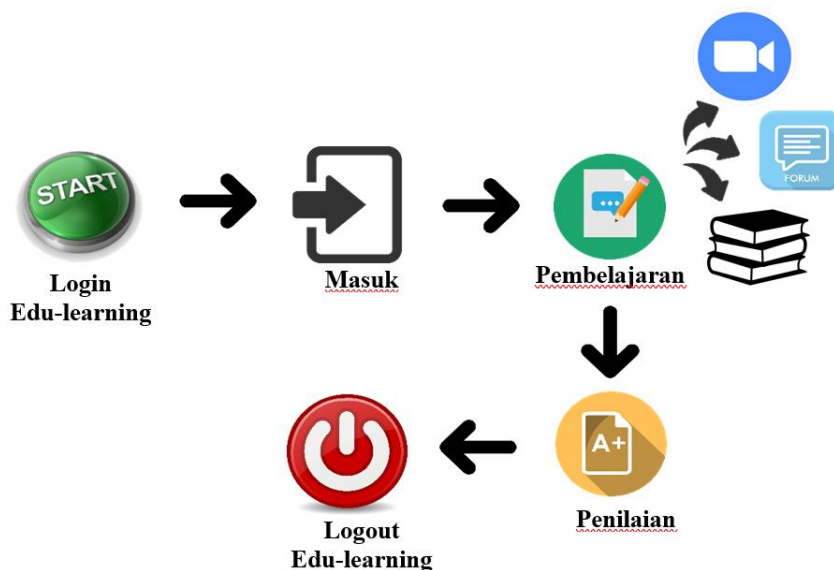 START
Login
Edu-learning
Masuk
Pembelajaran
FORUM
A+
Penilaian
Logout
Edu-learning